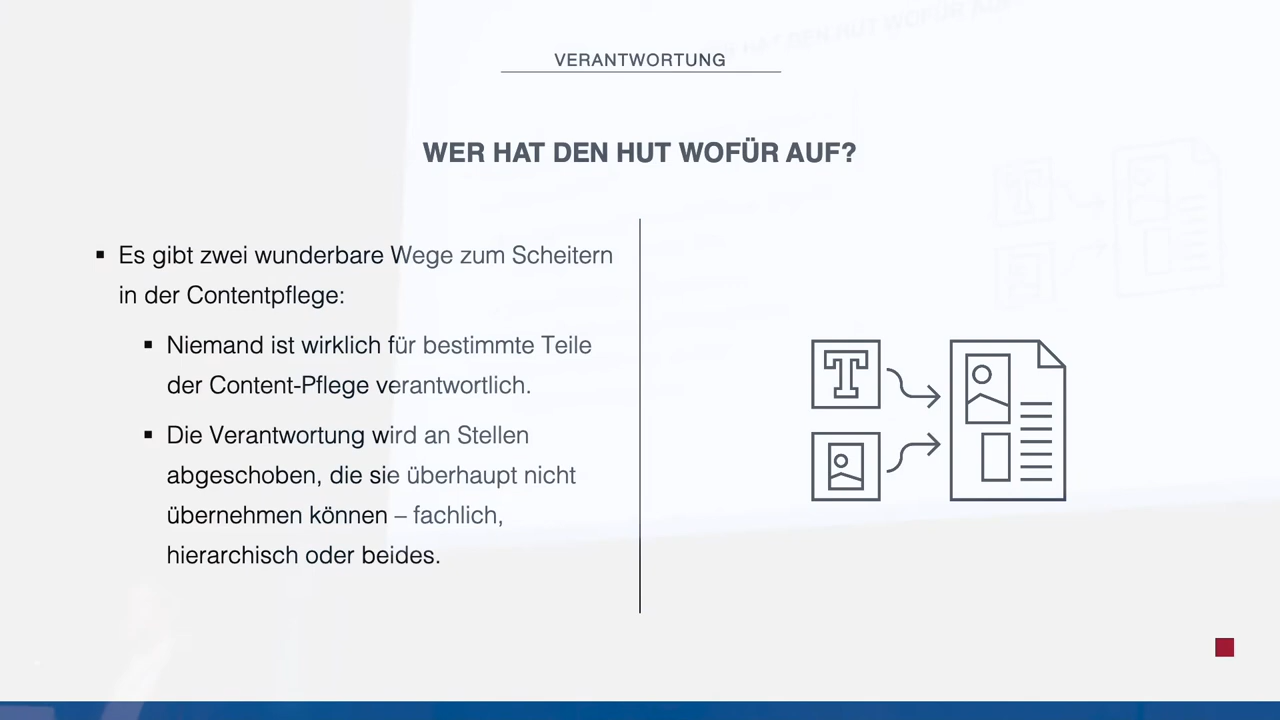 VERANTWORTUNG
WER HAT DEN HUT WOFÜR AUF?
▪ Es gibt zwei wunderbare Wege zum Scheitern
in der Contentpflege:
▪ Niemand ist wirklich für bestimmte Teile
der Content-Pflege verantwortlich.
▪ Die Verantwortung wird an Stellen
abgeschoben, die sie überhaupt nicht
übernehmen können – fachlich,
hierarchisch oder beides.
T